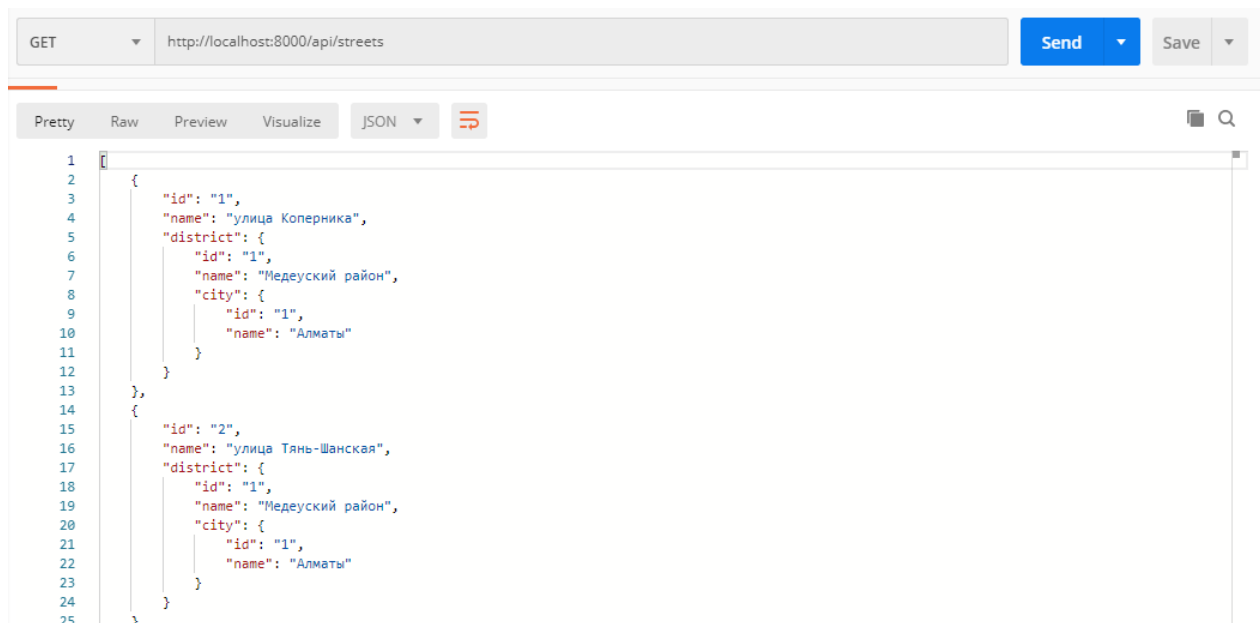 GET http://localhost:8000/api/streets Send Save
Pretty Raw Preview Visualize JSON
1 [
2 {
3 "id": "1",
4 "name": "улица Коперника",
5 "district": {
6 "id": "1",
7 "name": "Медеуский район",
8 "city": {
9 "id": "1",
10 "name": "Алматы"
11 }
12 }
13 },
14 {
15 "id": "2",
16 "name": "улица Тянь-Шанская",
17 "district": {
18 "id": "1",
19 "name": "Медеуский район",
20 "city": {
21 "id": "1",
22 "name": "Алматы"
23 }
24 }
25 }